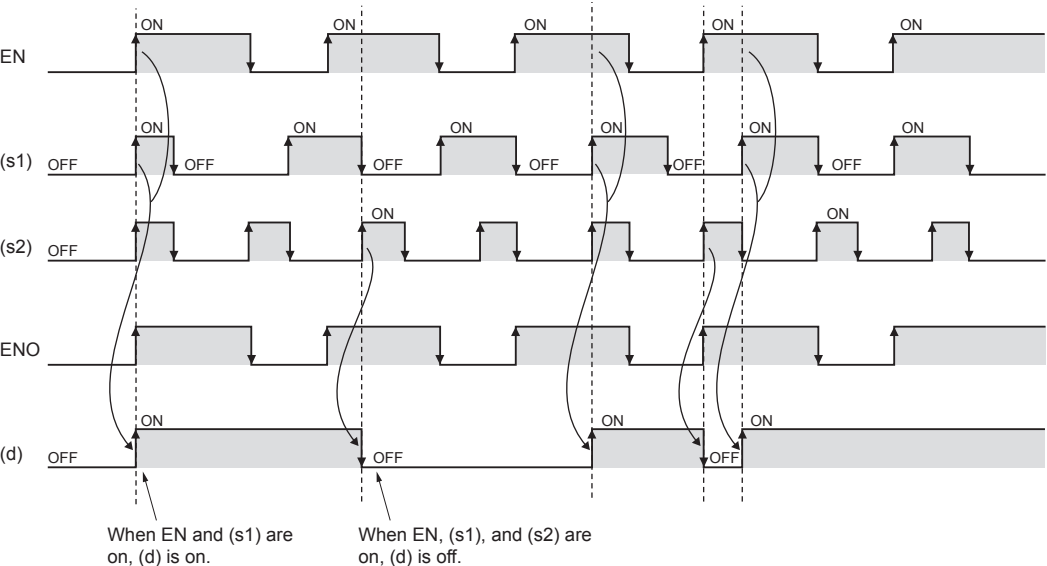 ON ON ON ON ON
EN
ON ON ON ON ON ON
(s1) OFF OFF OFF OFF OFF OFF
ON ON
(s2) OFF
ENO
ON ON ON
(d) OFF OFF OFF
When EN and (s1) are
on, (d) is on.
When EN, (s1), and (s2) are
on, (d) is off.